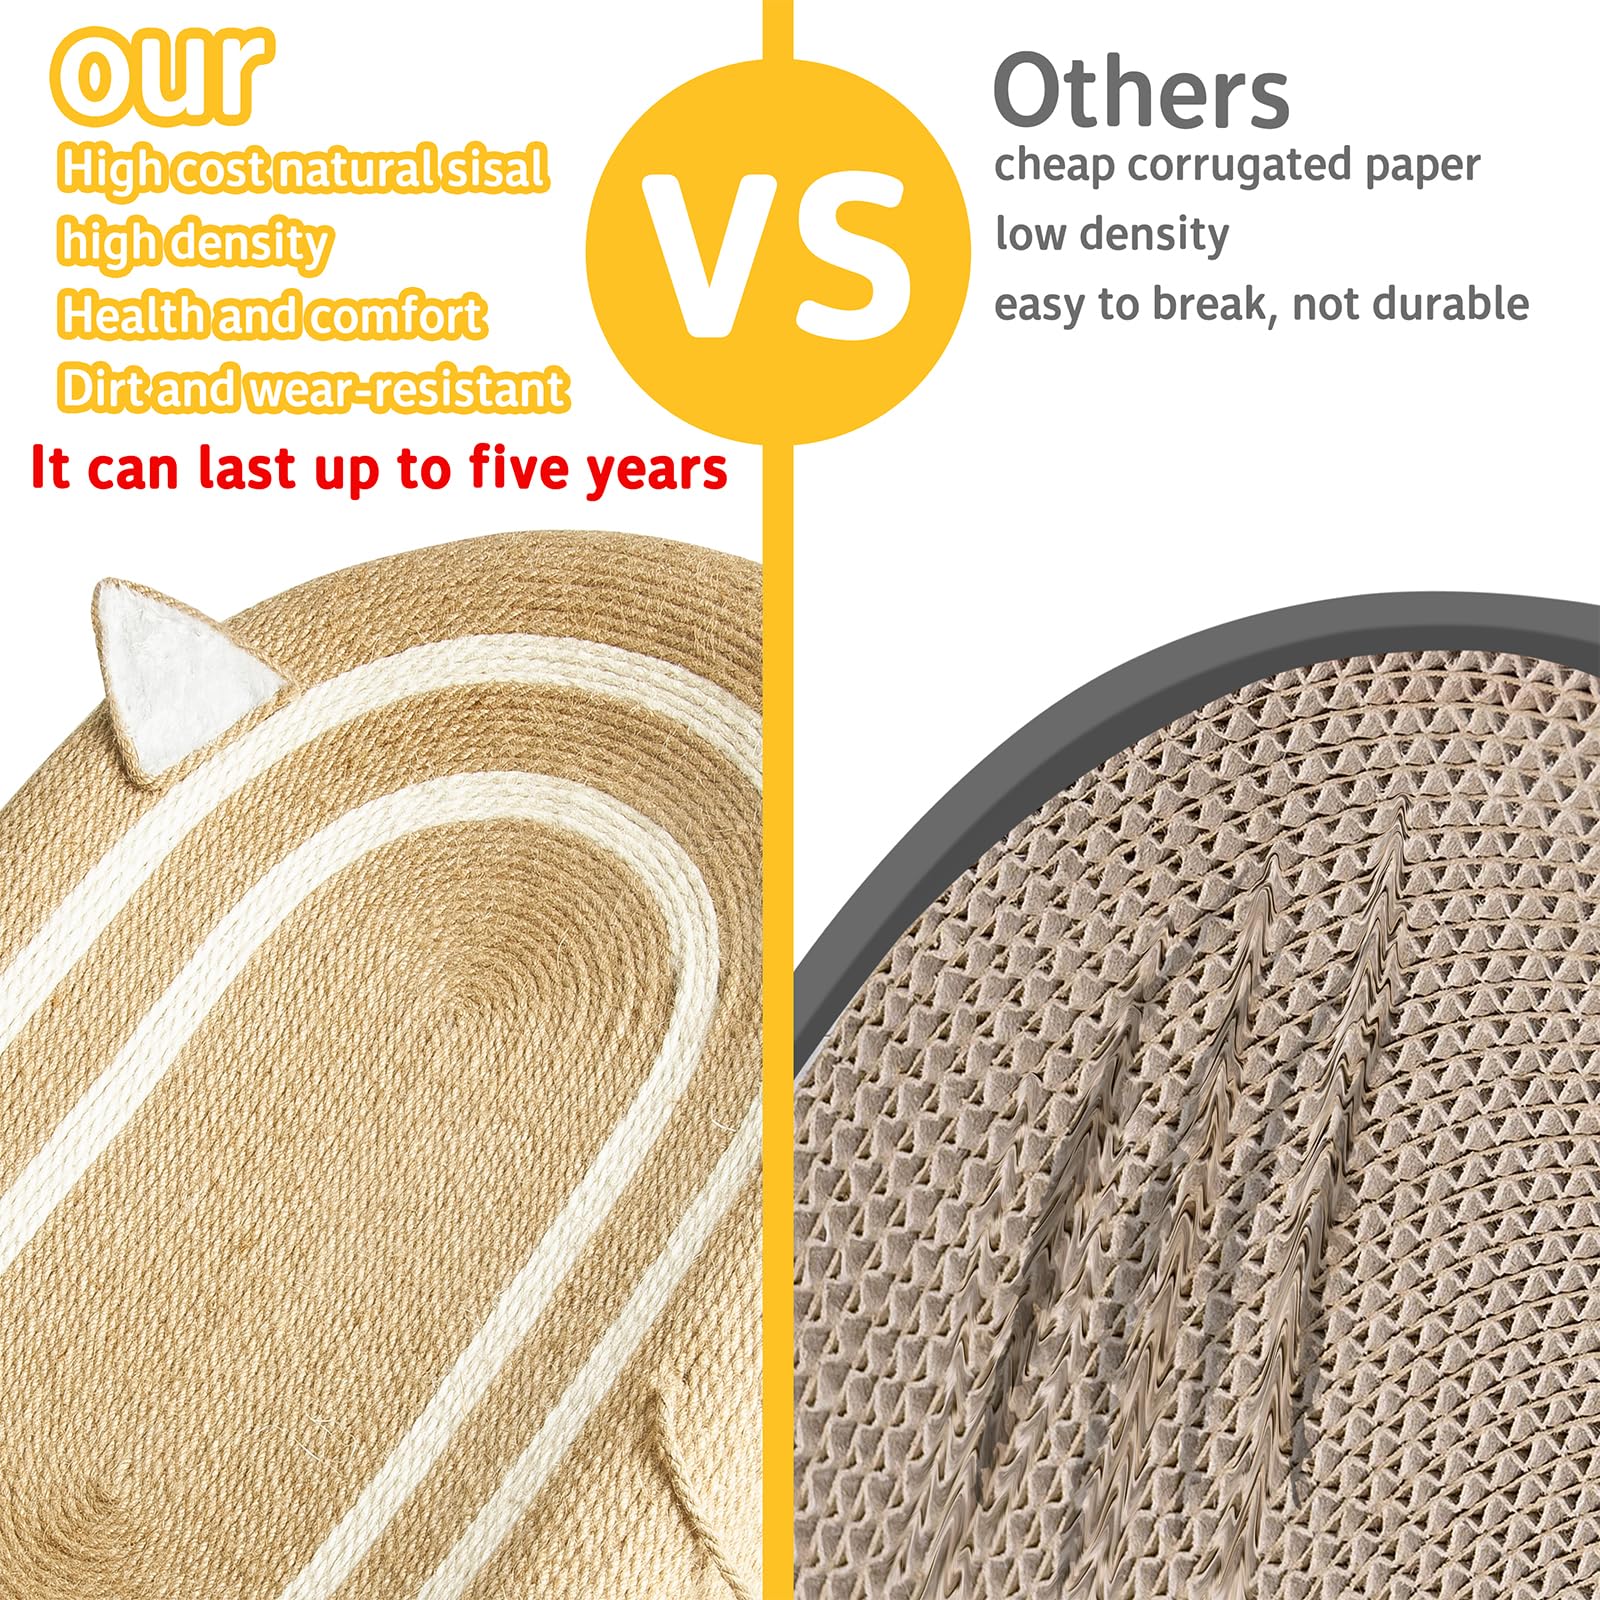 our
High cost natural sisal
high density
Health and comfort
Dirt and wear-resistant
It can last up to five years
VS
Others
cheap corrugated paper
low density
easy to break, not durable